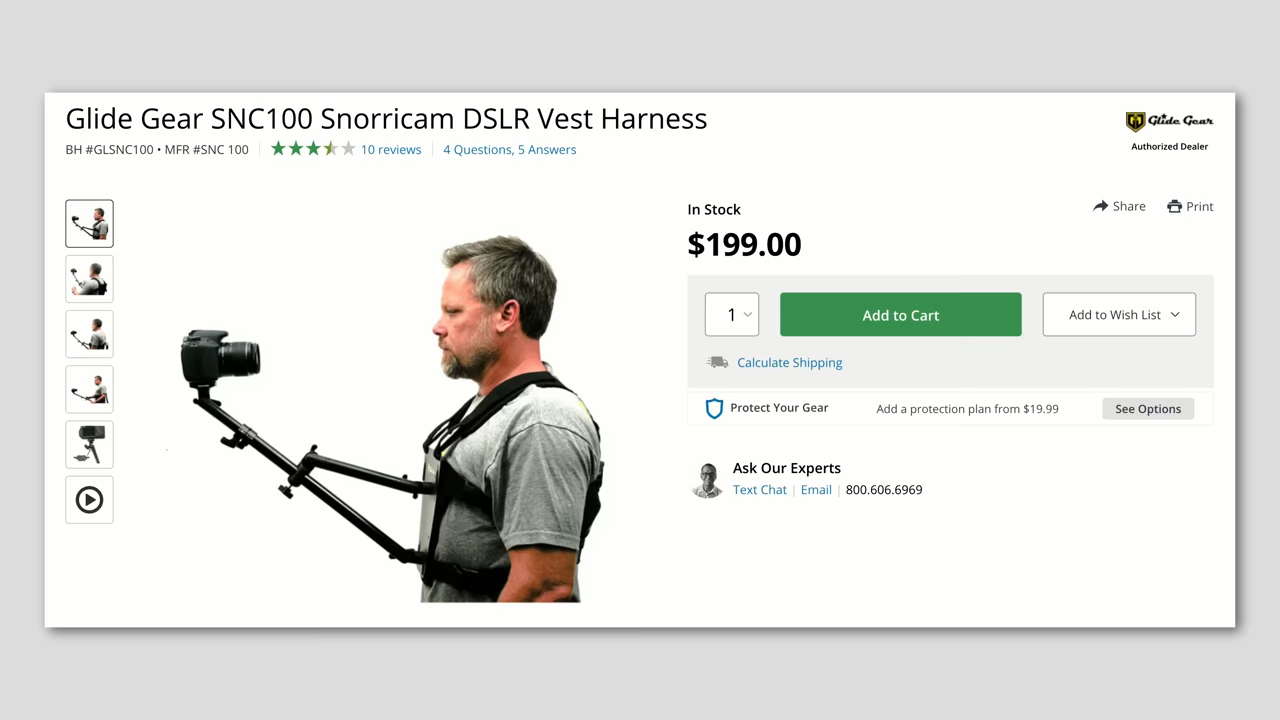 Glide Gear SNC100 Snorricam DSLR Vest Harness
Glide Gear
BH #GLSNC100 • MFR #SNC 100
10 reviews
4 Questions, 5 Answers
Authorized Dealer
In Stock
Share
Print
$199.00
1
Add to Cart
Add to Wish List
Calculate Shipping
Protect Your Gear
Add a protection plan from $19.99
See Options
Ask Our Experts
Text Chat | Email | 800.606.6969